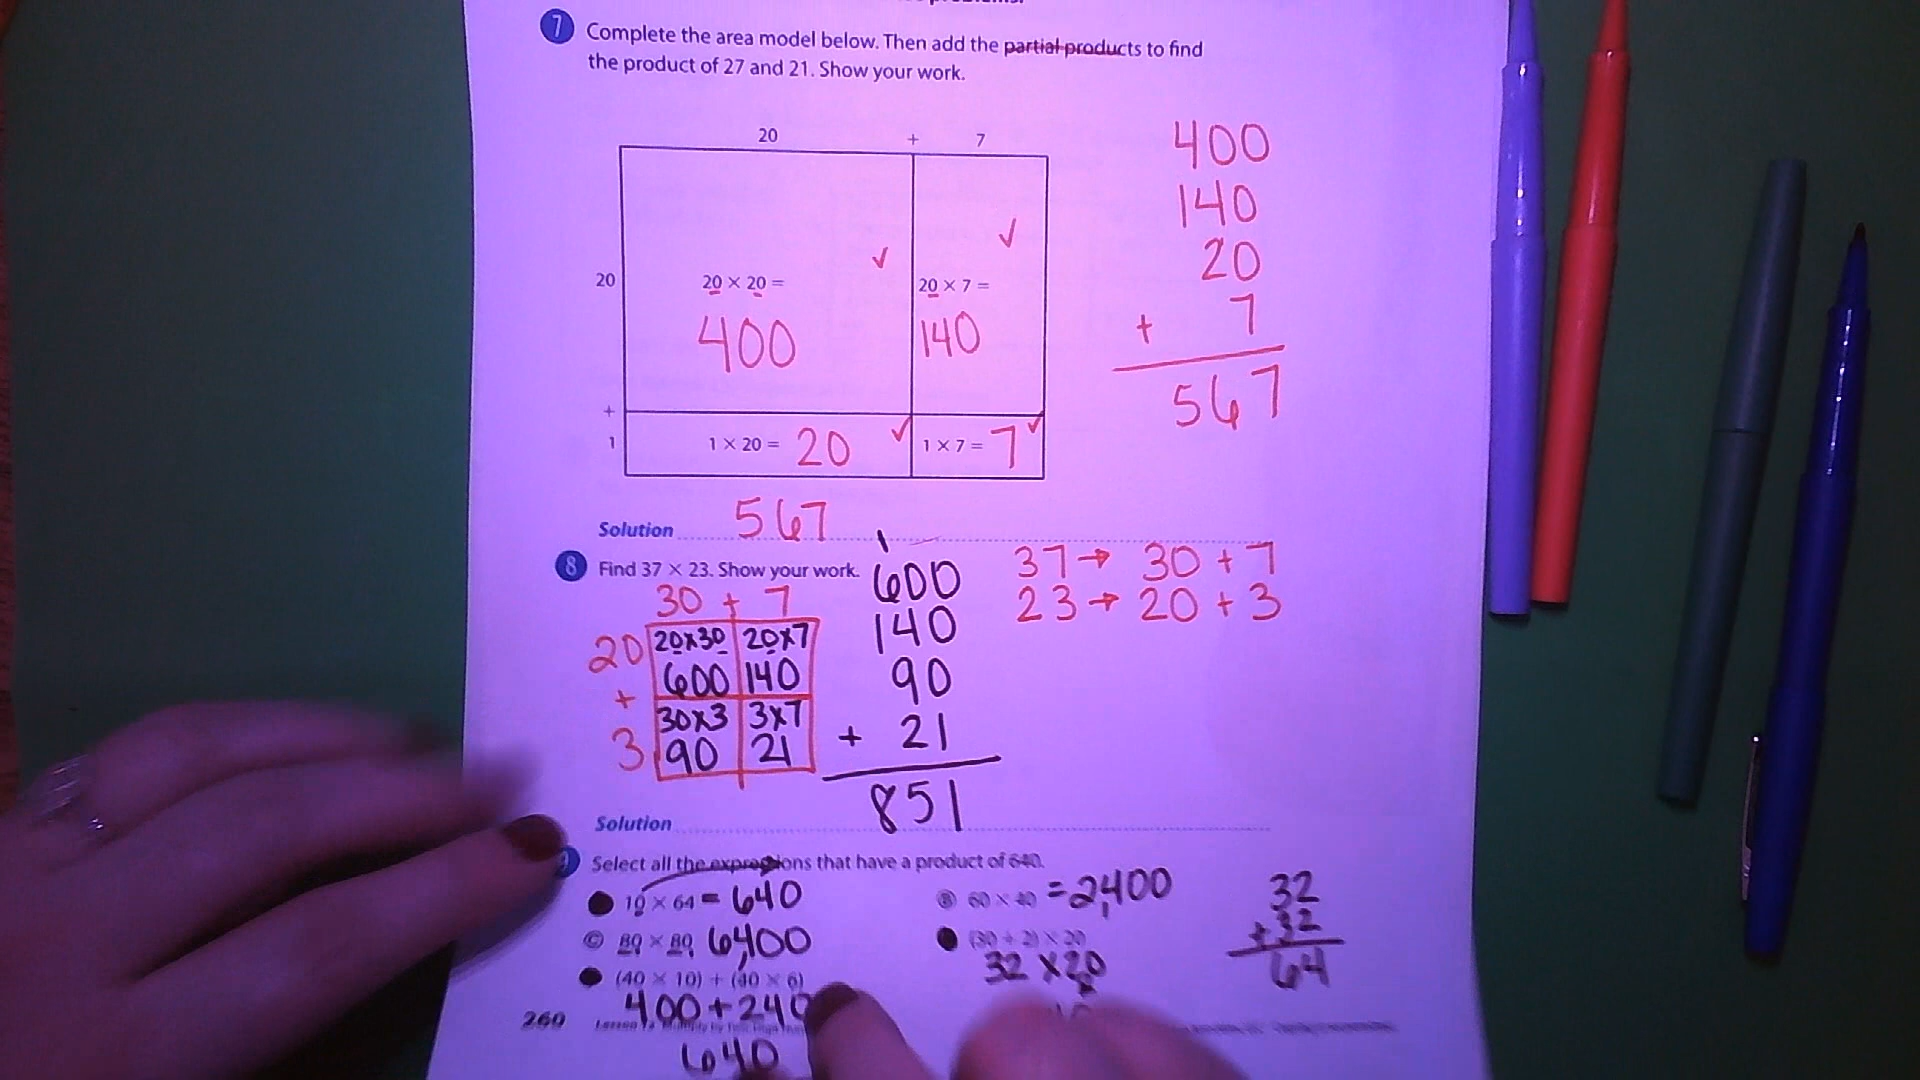 7 Complete the area model below. Then add the partial products to find
the product of 27 and 21. Show your work.
20 + 7
20
20 × 20 =
400
20 × 7 =
140
+
1
1 × 20 = 20
1 × 7 = 7
400
140
20
+ 7
567
Solution 567
8 Find 37 × 23. Show your work.
37 → 30 + 7
23 → 20 + 3
30 + 7
20
+
3
20x30 20x7
600 140
30x3 3x7
90 21
1
600
140
90
+ 21
851
Solution
Select all the expressions that have a product of 640.
10 × 64 = 640
B 60 × 40 = 2,400
C 80 × 80 6,400
(30 + 2) × 20
32 x 20
(40 × 10) + (40 × 6)
400 + 240
640
32
+ 32
64
260